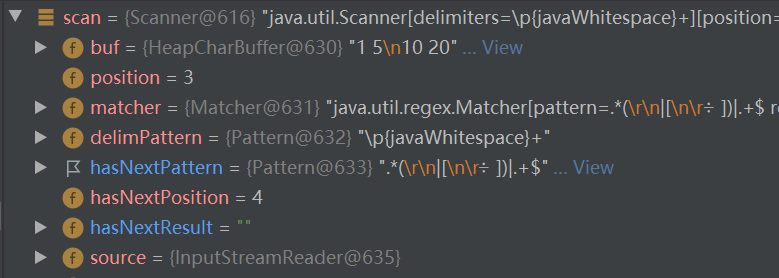 scan = {Scanner@616} "java.util.Scanner[delimiters=\p{javaWhitespace}+][position=
buf = {HeapCharBuffer@630} "1 5\n10 20" ... View
position = 3
matcher = {Matcher@631} "java.util.regex.Matcher[pattern=.*(\r\n|[\n\r÷ ])|.+$ re
delimPattern = {Pattern@632} "\p{javaWhitespace}+"
hasNextPattern = {Pattern@633} ".*(\r\n|[\n\r÷ ])|.+$" ... View
hasNextPosition = 4
hasNextResult = ""
source = {InputStreamReader@635}